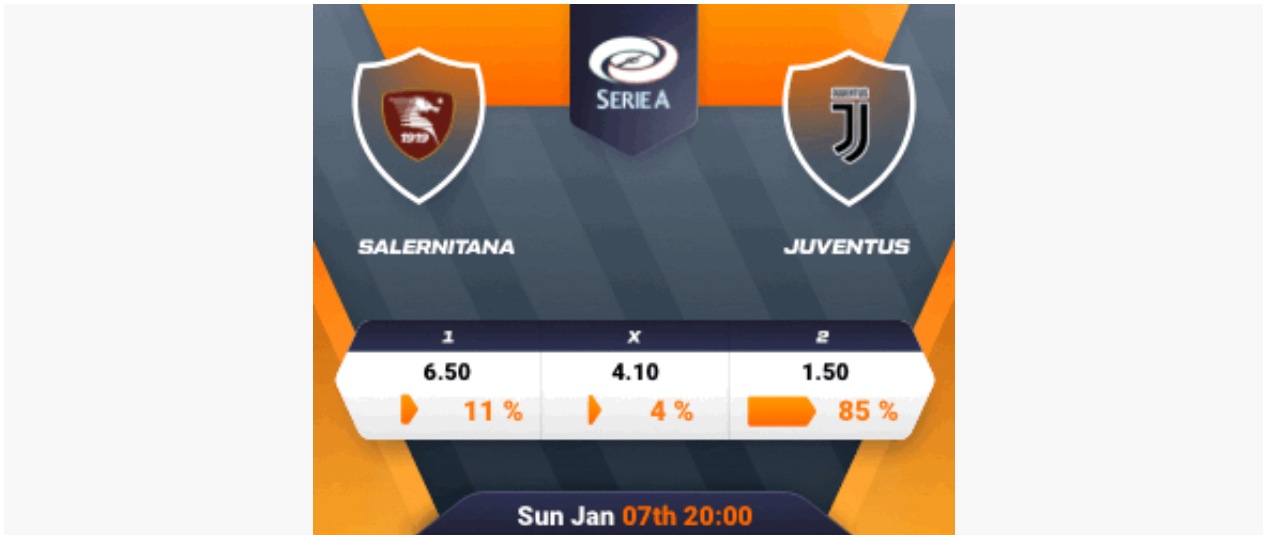 SERIE A
1919
JUVENTUS
SALERNITANA
JUVENTUS
1 X 2
6.50 4.10 1.50
11 % 4 % 85 %
Sun Jan 07th 20:00